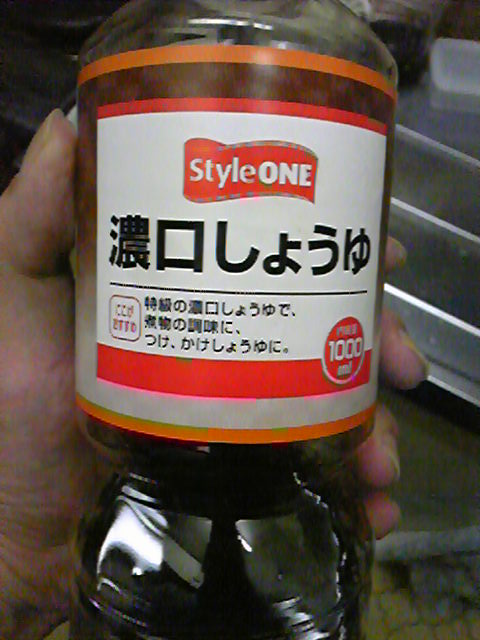 StyleONE
濃口しょうゆ
ここが
おすすめ
特級の濃口しょうゆで、
煮物の調味に、
つけ、かけしょうゆに。
内容量
1000
ml